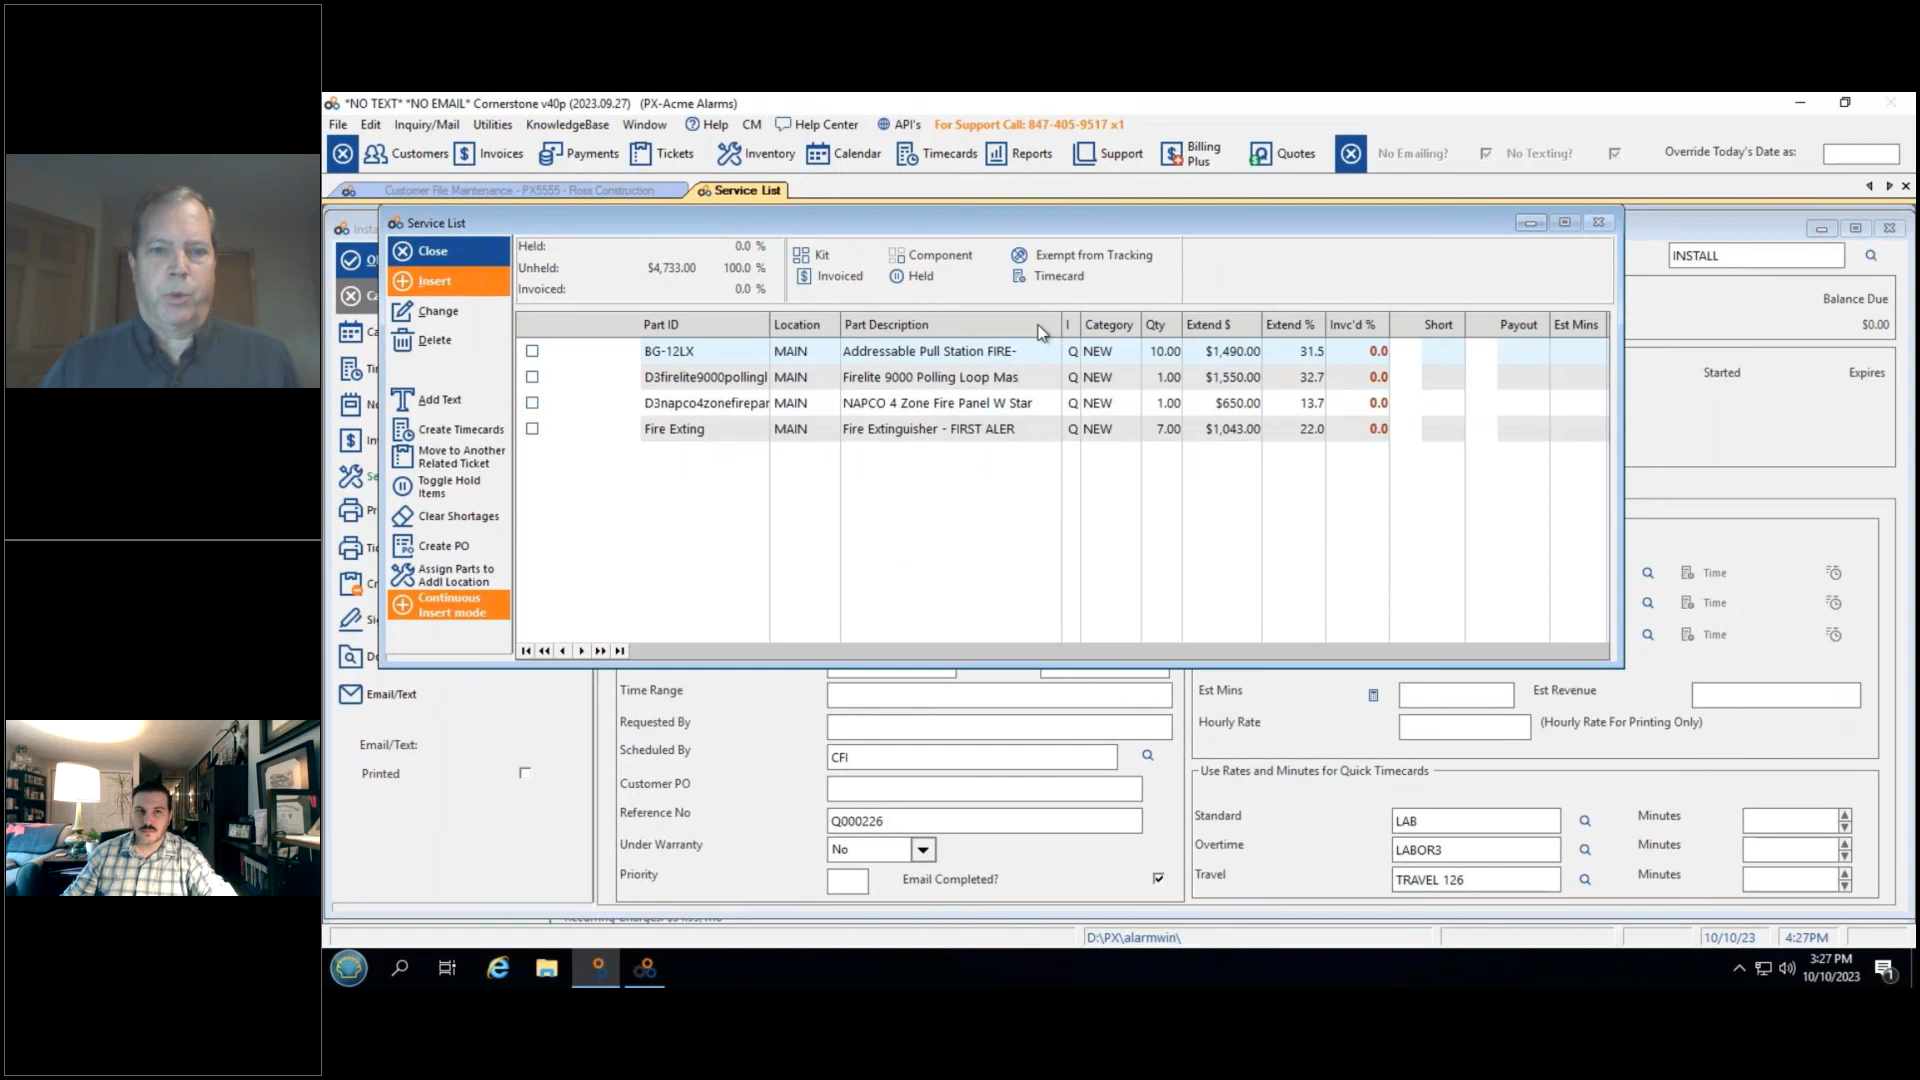 *NO TEXT* *NO EMAIL* Cornerstone v40p (2023.09.27) (PX-Acme Alarms)
File Edit Inquiry/Mail Utilities KnowledgeBase Window Help CM Help Center API's For Support Call: 847-405-9517 x1
Customers Invoices Payments Tickets Inventory Calendar Timecards Reports Support Billing Plus Quotes No Emailing? No Texting? Override Today's Date as:
Customer File Maintenance - PX5555 - Ross Construction Service List
Service List
Close
Insert
Change
Delete
Add Text
Create Timecards
Move to Another
Related Ticket
Toggle Hold
Items
Clear Shortages
Create PO
Assign Parts to
Addl Location
Continuous
Insert mode
Held: 0.0 %
Unheld: $4,733.00 100.0 %
Invoiced: 0.0 %
Kit Component Exempt from Tracking
Invoiced Held Timecard
Part ID Location Part Description I Category Qty Extend $ Extend % Invc'd % Short Payout Est Mins
BG-12LX MAIN Addressable Pull Station FIRE- Q NEW 10.00 $1,490.00 31.5 0.0
D3firelite9000pollingl MAIN Firelite 9000 Polling Loop Mas Q NEW 1.00 $1,550.00 32.7 0.0
D3napco4zonefirepar MAIN NAPCO 4 Zone Fire Panel W Star Q NEW 1.00 $650.00 13.7 0.0
Fire Exting MAIN Fire Extinguisher - FIRST ALER Q NEW 7.00 $1,043.00 22.0 0.0
INSTALL
Balance Due
$0.00
Started Expires
Time
Time
Time
Email/Text
Email/Text:
Printed
Time Range
Requested By
Scheduled By CFI
Customer PO
Reference No Q000226
Under Warranty No
Priority Email Completed?
Est Mins Est Revenue
Hourly Rate (Hourly Rate For Printing Only)
Use Rates and Minutes for Quick Timecards
Standard LAB Minutes
Overtime LABOR3 Minutes
Travel TRAVEL 126 Minutes
D:\PX\alarmwin\ 10/10/23 4:27PM
3:27 PM
10/10/2023
1